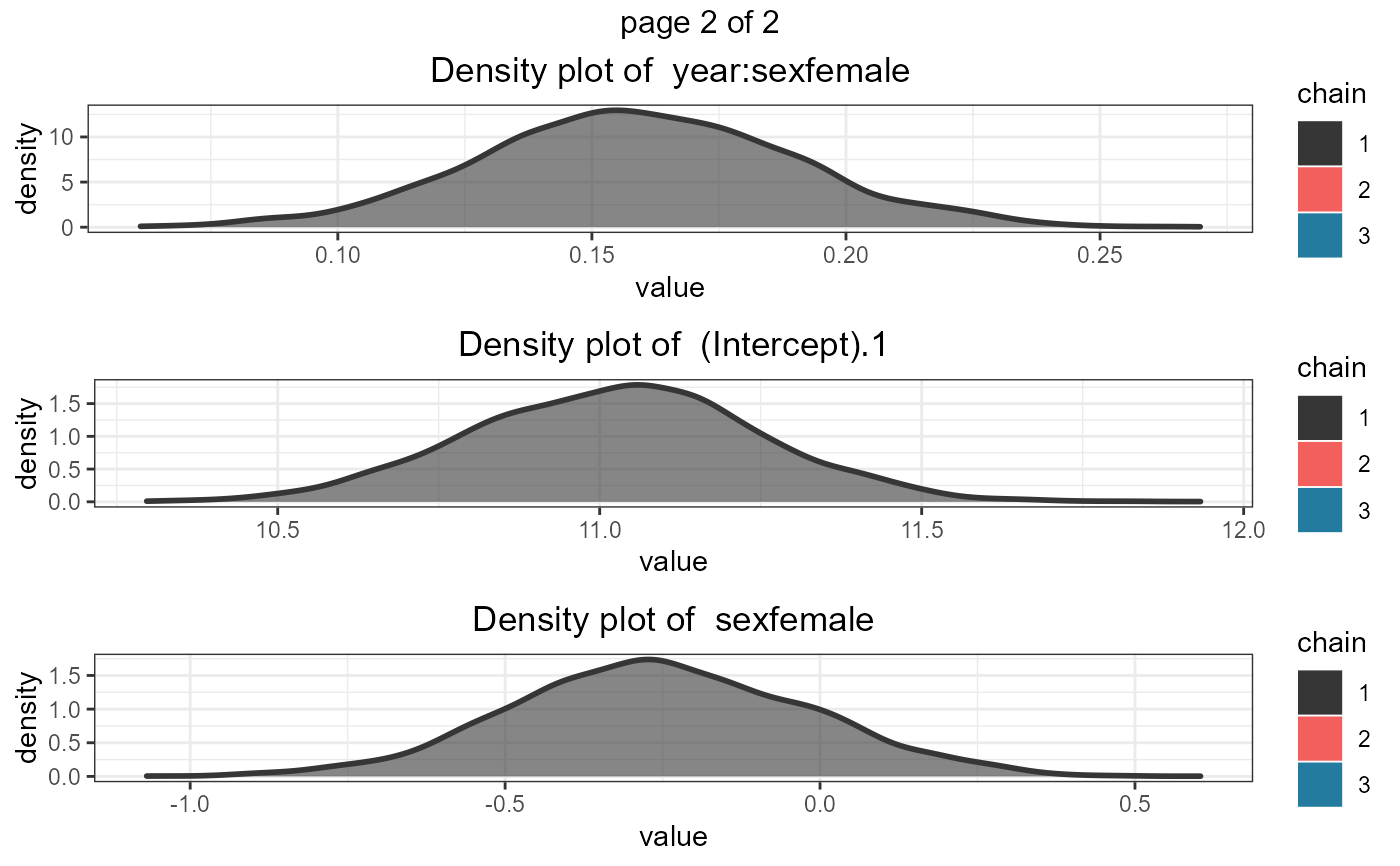 page 2 of 2
Density plot of  year:sexfemale
density
10
5
0
0.10 0.15 0.20 0.25
value
chain
1
2
3
Density plot of  (Intercept).1
density
1.5
1.0
0.5
0.0
10.5 11.0 11.5 12.0
value
chain
1
2
3
Density plot of  sexfemale
density
1.5
1.0
0.5
0.0
-1.0 -0.5 0.0 0.5
value
chain
1
2
3